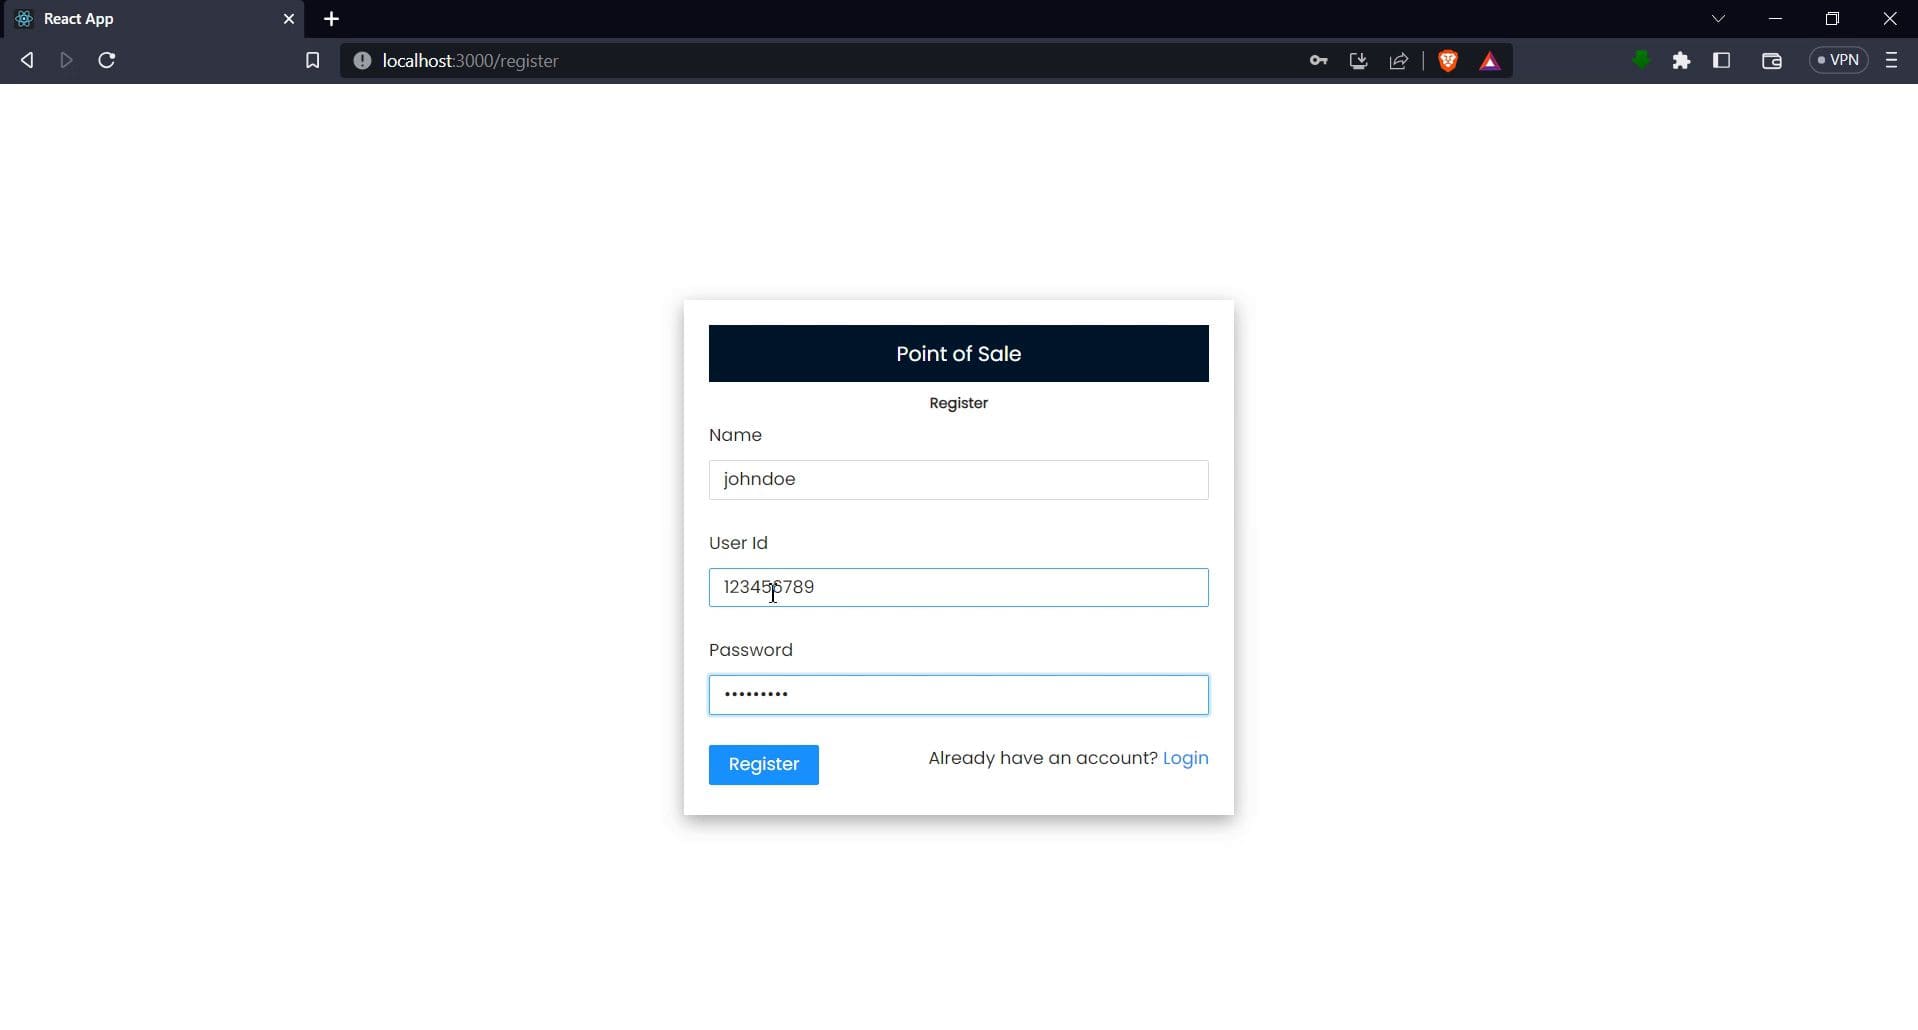 React App
localhost:3000/register
VPN
Point of Sale
Register
Name
johndoe
User Id
123456789
Password
•••••••••
Register
Already have an account? Login